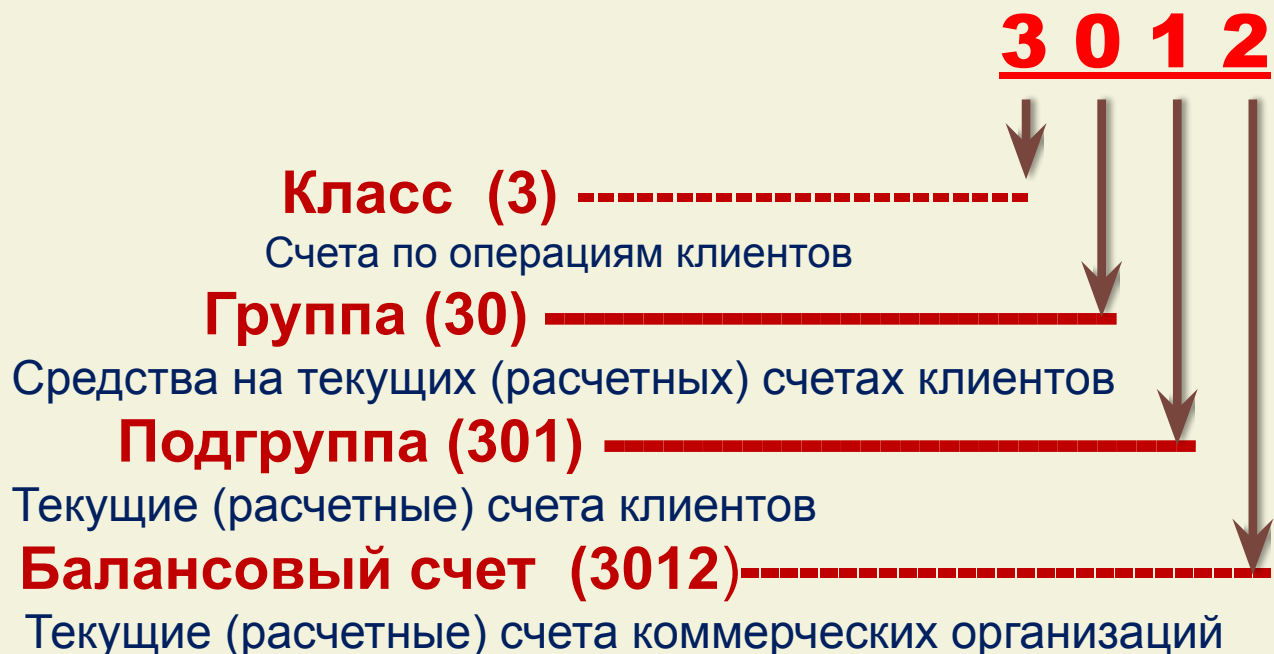 3 0 1 2
Класс (3) -----------------------
Счета по операциям клиентов
Группа (30) -----------------------------
Средства на текущих (расчетных) счетах клиентов
Подгруппа (301) ------------------------------
Текущие (расчетные) счета клиентов
Балансовый счет (3012)---------------------------
Текущие (расчетные) счета коммерческих организаций